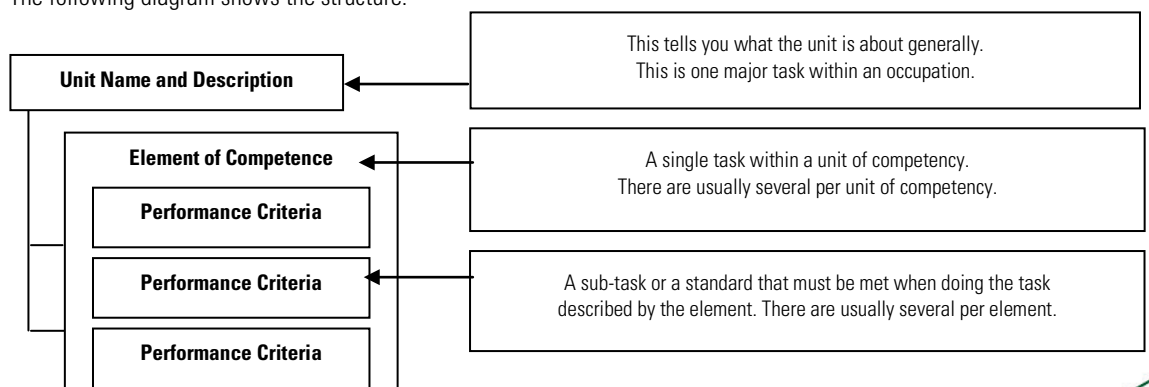 The following diagram shows the structure.
Unit Name and Description
This tells you what the unit is about generally.
This is one major task within an occupation.
Element of Competence
A single task within a unit of competency.
There are usually several per unit of competency.
Performance Criteria
Performance Criteria
A sub-task or a standard that must be met when doing the task
described by the element. There are usually several per element.
Performance Criteria